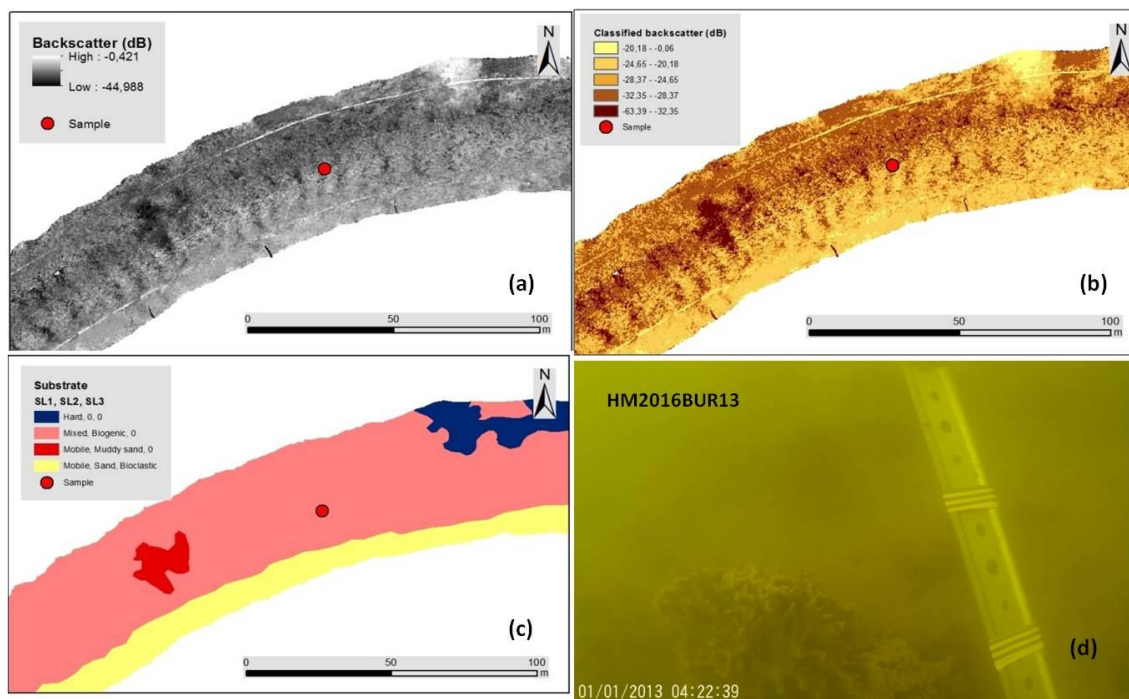 Backscatter (dB)
High : -0,421
Low : -44,988
Sample
N
(a)
0 50 100
m
Classified backscatter (dB)
-20,18 - -0,06
-24,65 - -20,18
-28,37 - -24,65
-32,35 - -28,37
-63,39 - -32,35
Sample
N
(b)
0 50 100
m
Substrate
SL1, SL2, SL3
Hard, 0, 0
Mixed, Biogenic, 0
Mobile, Muddy sand, 0
Mobile, Sand, Bioclastic
Sample
N
(c)
0 50 100
m
HM2016BUR13
(d)
01/01/2013 04:22:39